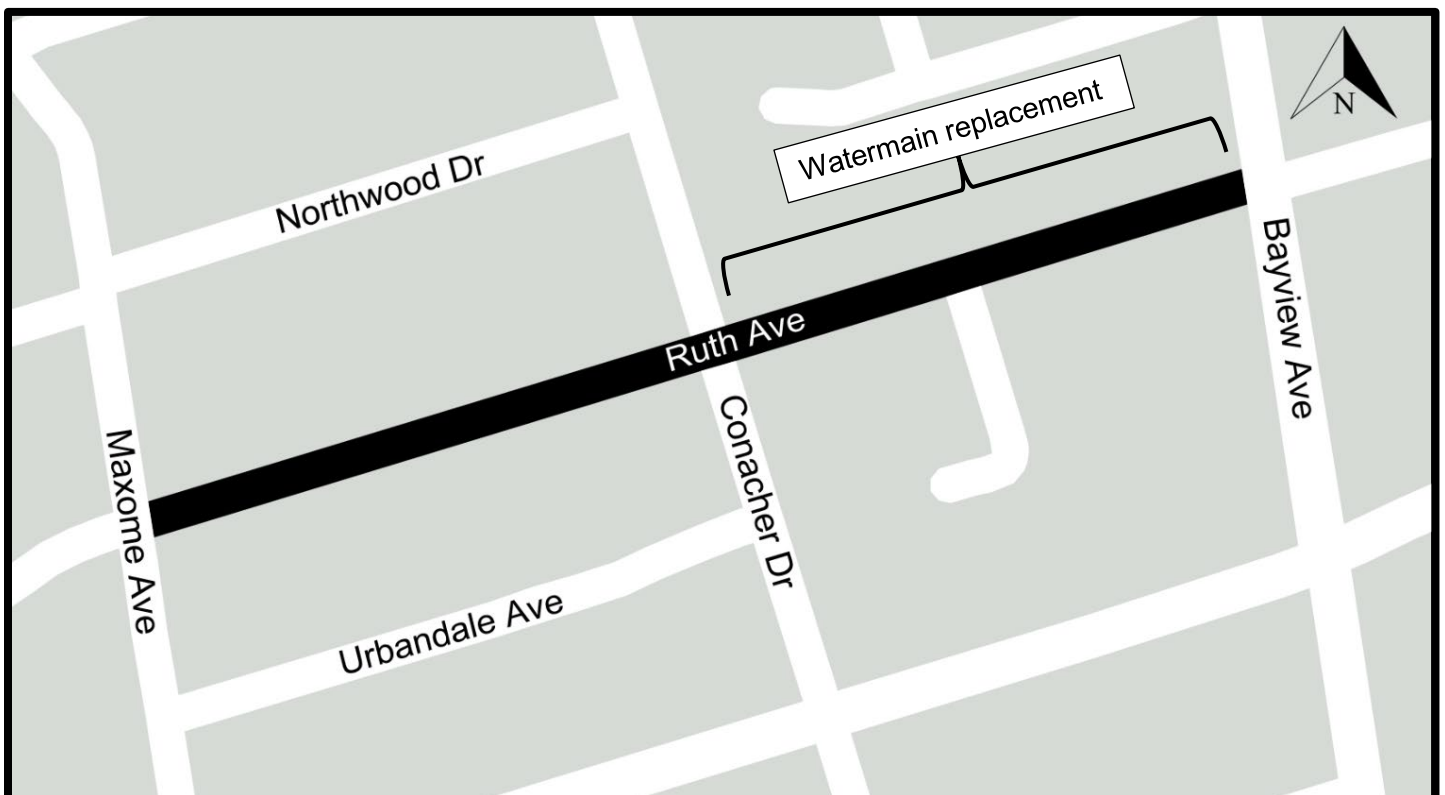 Watermain replacement
N
Northwood Dr
Ruth Ave
Bayview Ave
Maxome Ave
Conacher Dr
Urbandale Ave